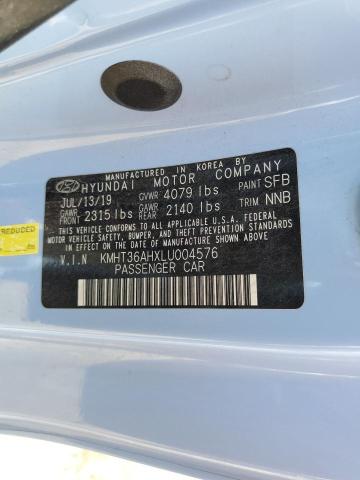 MANUFACTURED IN KOREA BY
HYUNDAI MOTOR COMPANY
JUL/13/19 GVWR 4079 lbs PAINT SFB
GAWR FRONT 2315 lbs GAWR REAR 2140 lbs TRIM NNB
THIS VEHICLE CONFORMS TO ALL APPLICABLE U.S.A. FEDERAL
MOTOR VEHICLE SAFETY, BUMPER, AND THEFT PREVENTION
STANDARDS IN EFFECT ON THE DATE OF MANUFACTURE SHOWN ABOVE.
V.I.N KMHT36AHXLU004576
PASSENGER CAR
REDUCED